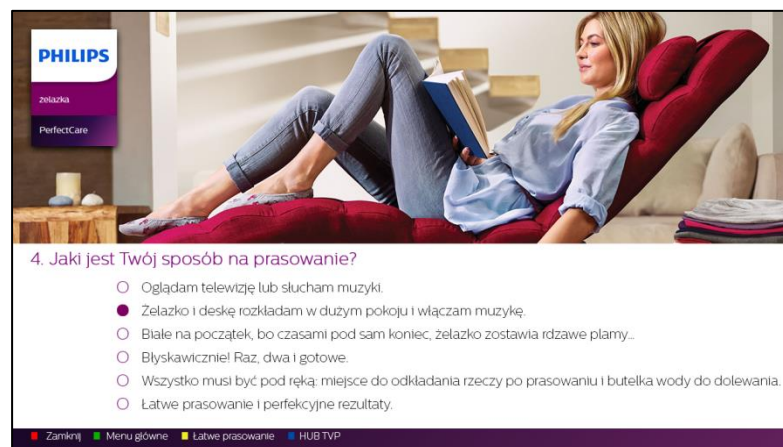 PHILIPS
żelazka
PerfectCare
4. Jaki jest Twój sposób na prasowanie?
Oglądam telewizję lub słucham muzyki.
Żelazko i deskę rozkładam w dużym pokoju i włączam muzykę.
Białe na początek, bo czasami pod sam koniec, żelazko zostawia rdzawe plamy...
Błyskawicznie! Raz, dwa i gotowe.
Wszystko musi być pod ręką: miejsce do odkładania rzeczy po prasowaniu i butelka wody do dolewania.
Łatwe prasowanie i perfekcyjne rezultaty.
Zamknij Menu główne Łatwe prasowanie HUB TVP